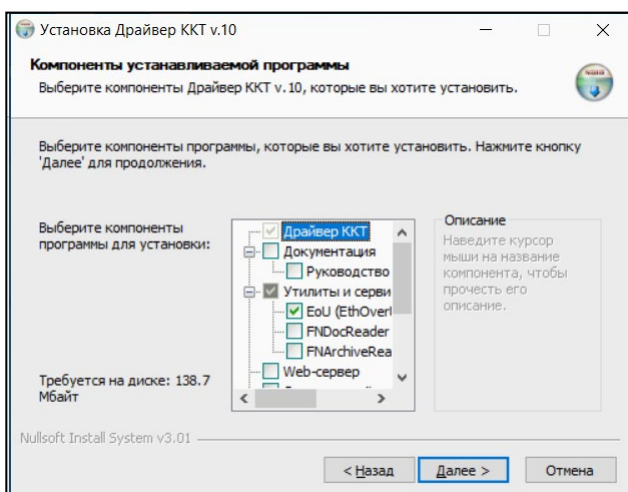 Установка Драйвер ККТ v.10
Компоненты устанавливаемой программы
Выберите компоненты Драйвер ККТ v.10, которые вы хотите установить.
Выберите компоненты программы, которые вы хотите установить. Нажмите кнопку
'Далее' для продолжения.
Выберите компоненты
программы для установки:
Драйвер ККТ
Документация
Руководство
Утилиты и серви
EoU (EthOverl
FNDocReader
FNArchiveRea
Web-сервер
Описание
Наведите курсор
мыши на название
компонента, чтобы
прочесть его
описание.
Требуется на диске: 138.7
Мбайт
Nullsoft Install System v3.01
< Назад
Далее >
Отмена